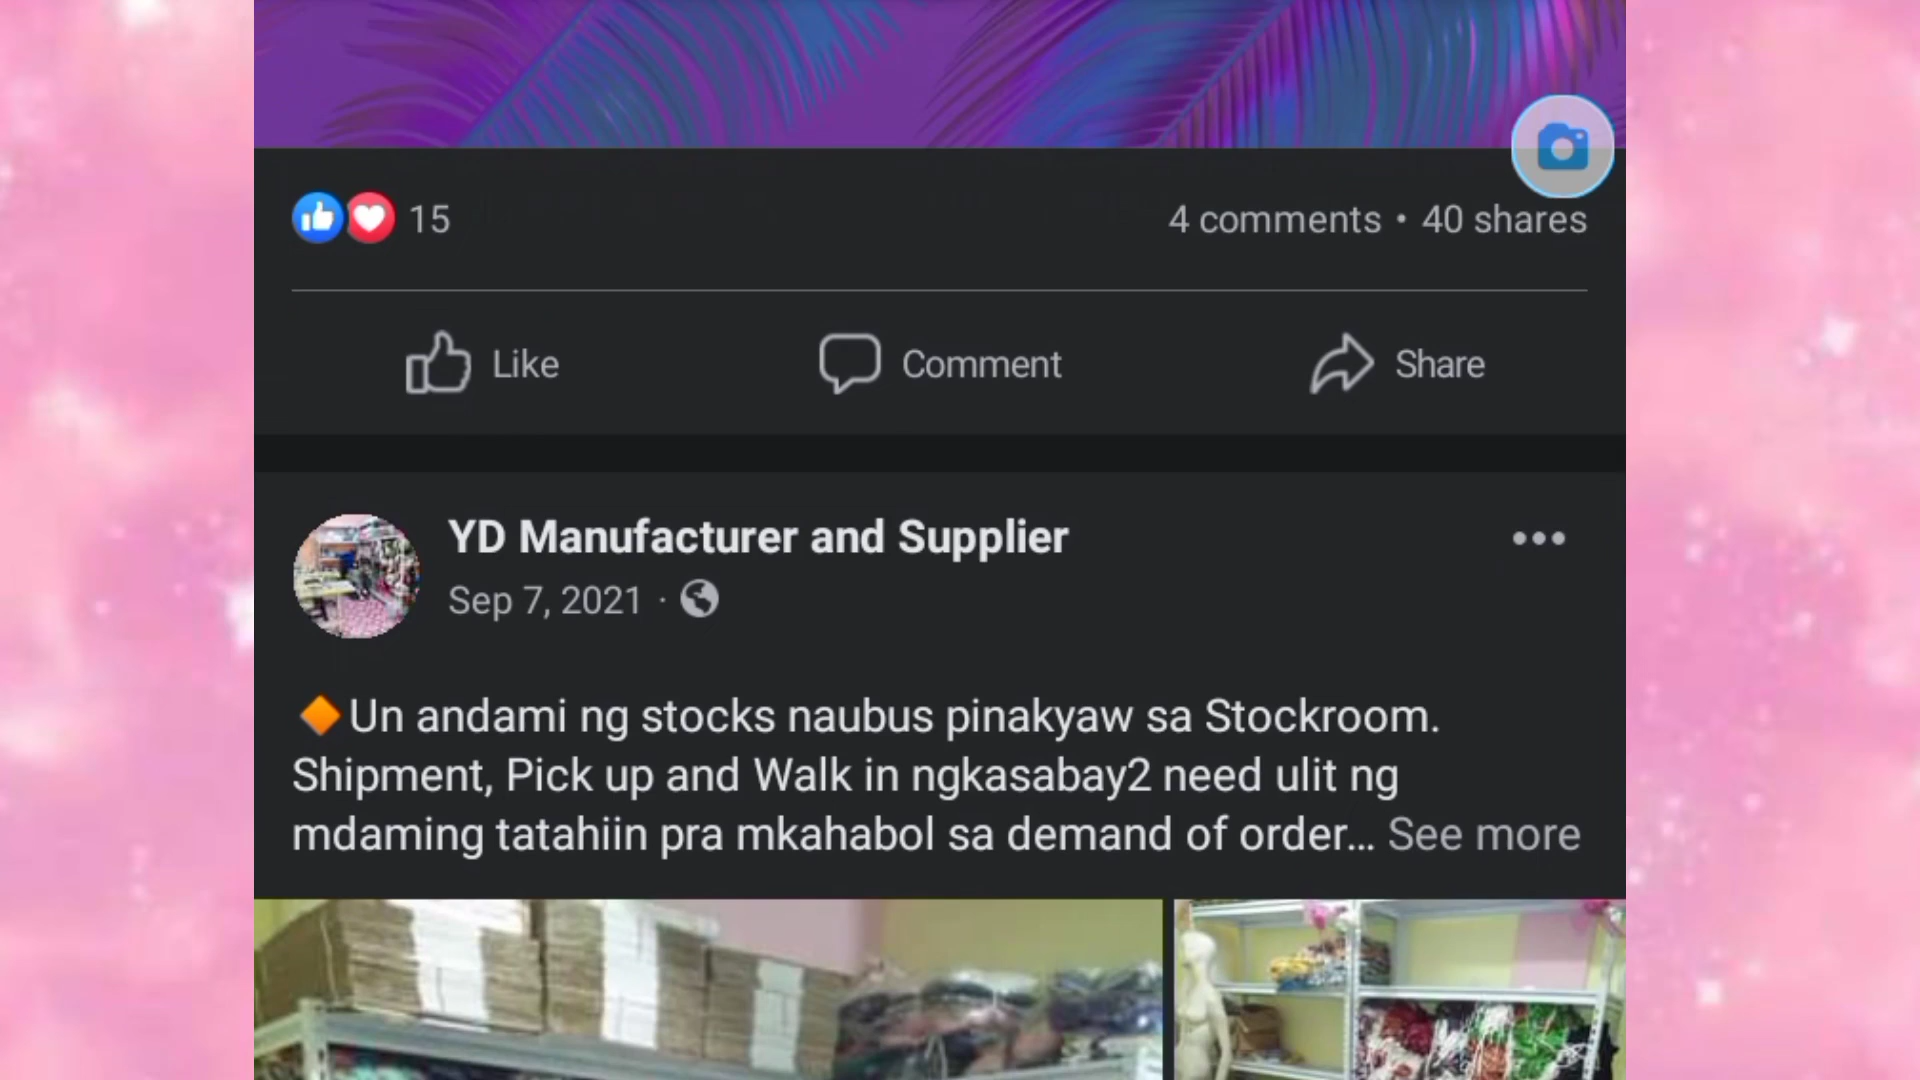 15
4 comments • 40 shares
Like
Comment
Share
YD Manufacturer and Supplier
Sep 7, 2021 ·
🔶Un andami ng stocks naubus pinakyaw sa Stockroom.
Shipment, Pick up and Walk in ngkasabay2 need ulit ng
mdaming tatahiin pra mkahabol sa demand of order... See more